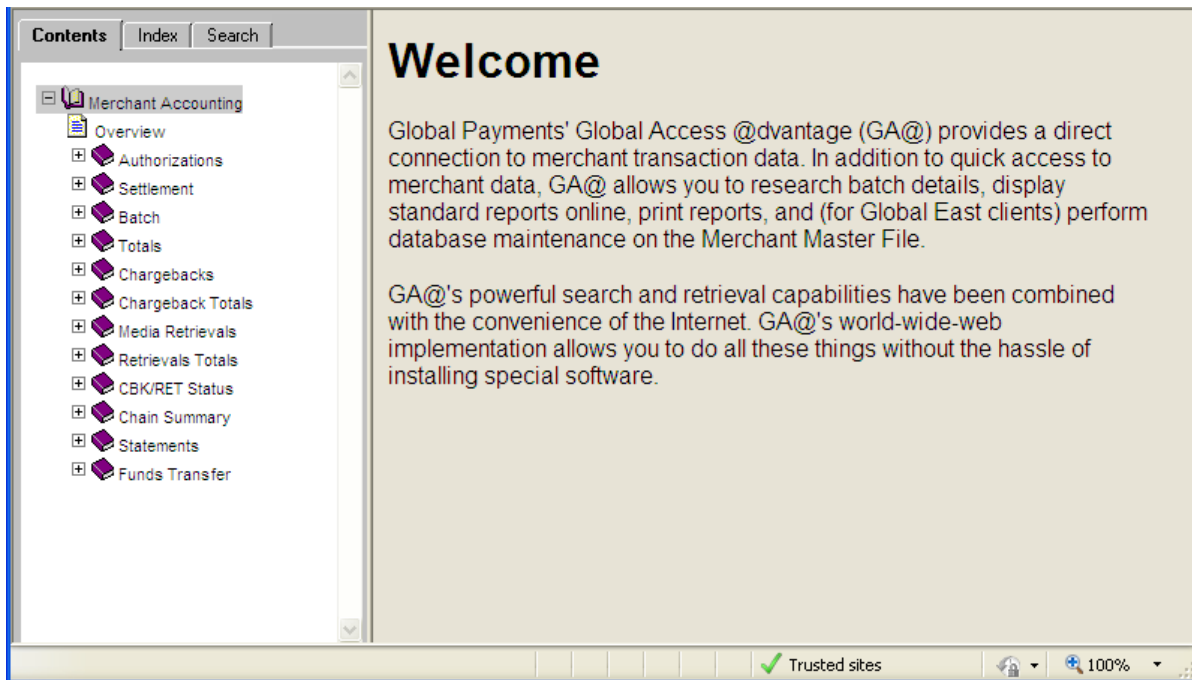 Contents Index Search
Merchant Accounting
Overview
Authorizations
Settlement
Batch
Totals
Chargebacks
Chargeback Totals
Media Retrievals
Retrievals Totals
CBK/RET Status
Chain Summary
Statements
Funds Transfer
Welcome
Global Payments' Global Access @dvantage (GA@) provides a direct
connection to merchant transaction data. In addition to quick access to
merchant data, GA@ allows you to research batch details, display
standard reports online, print reports, and (for Global East clients) perform
database maintenance on the Merchant Master File.
GA@'s powerful search and retrieval capabilities have been combined
with the convenience of the Internet. GA@'s world-wide-web
implementation allows you to do all these things without the hassle of
installing special software.
Trusted sites 100%